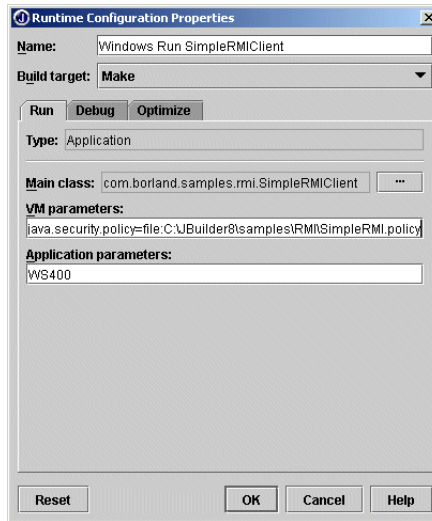 Runtime Configuration Properties
Name: Windows Run SimpleRMIClient
Build target: Make
Run Debug Optimize
Type: Application
Main class: com.borland.samples.rmi.SimpleRMIClient ...
VM parameters:
java.security.policy=file:C:\JBuilder8\samples\RMI\SimpleRMI.policy
Application parameters:
WS400
Reset OK Cancel Help